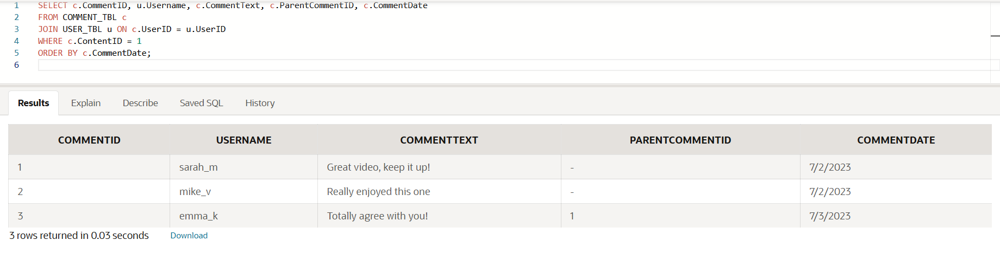 1 SELECT c.CommentID, u.Username, c.CommentText, c.ParentCommentID, c.CommentDate
2 FROM COMMENT_TBL c
3 JOIN USER_TBL u ON c.UserID = u.UserID
4 WHERE c.ContentID = 1
5 ORDER BY c.CommentDate;
6
Results Explain Describe Saved SQL History
COMMENTID USERNAME COMMENTTEXT PARENTCOMMENTID COMMENTDATE
1 sarah_m Great video, keep it up! - 7/2/2023
2 mike_v Really enjoyed this one - 7/2/2023
3 emma_k Totally agree with you! 1 7/3/2023
3 rows returned in 0.03 seconds Download